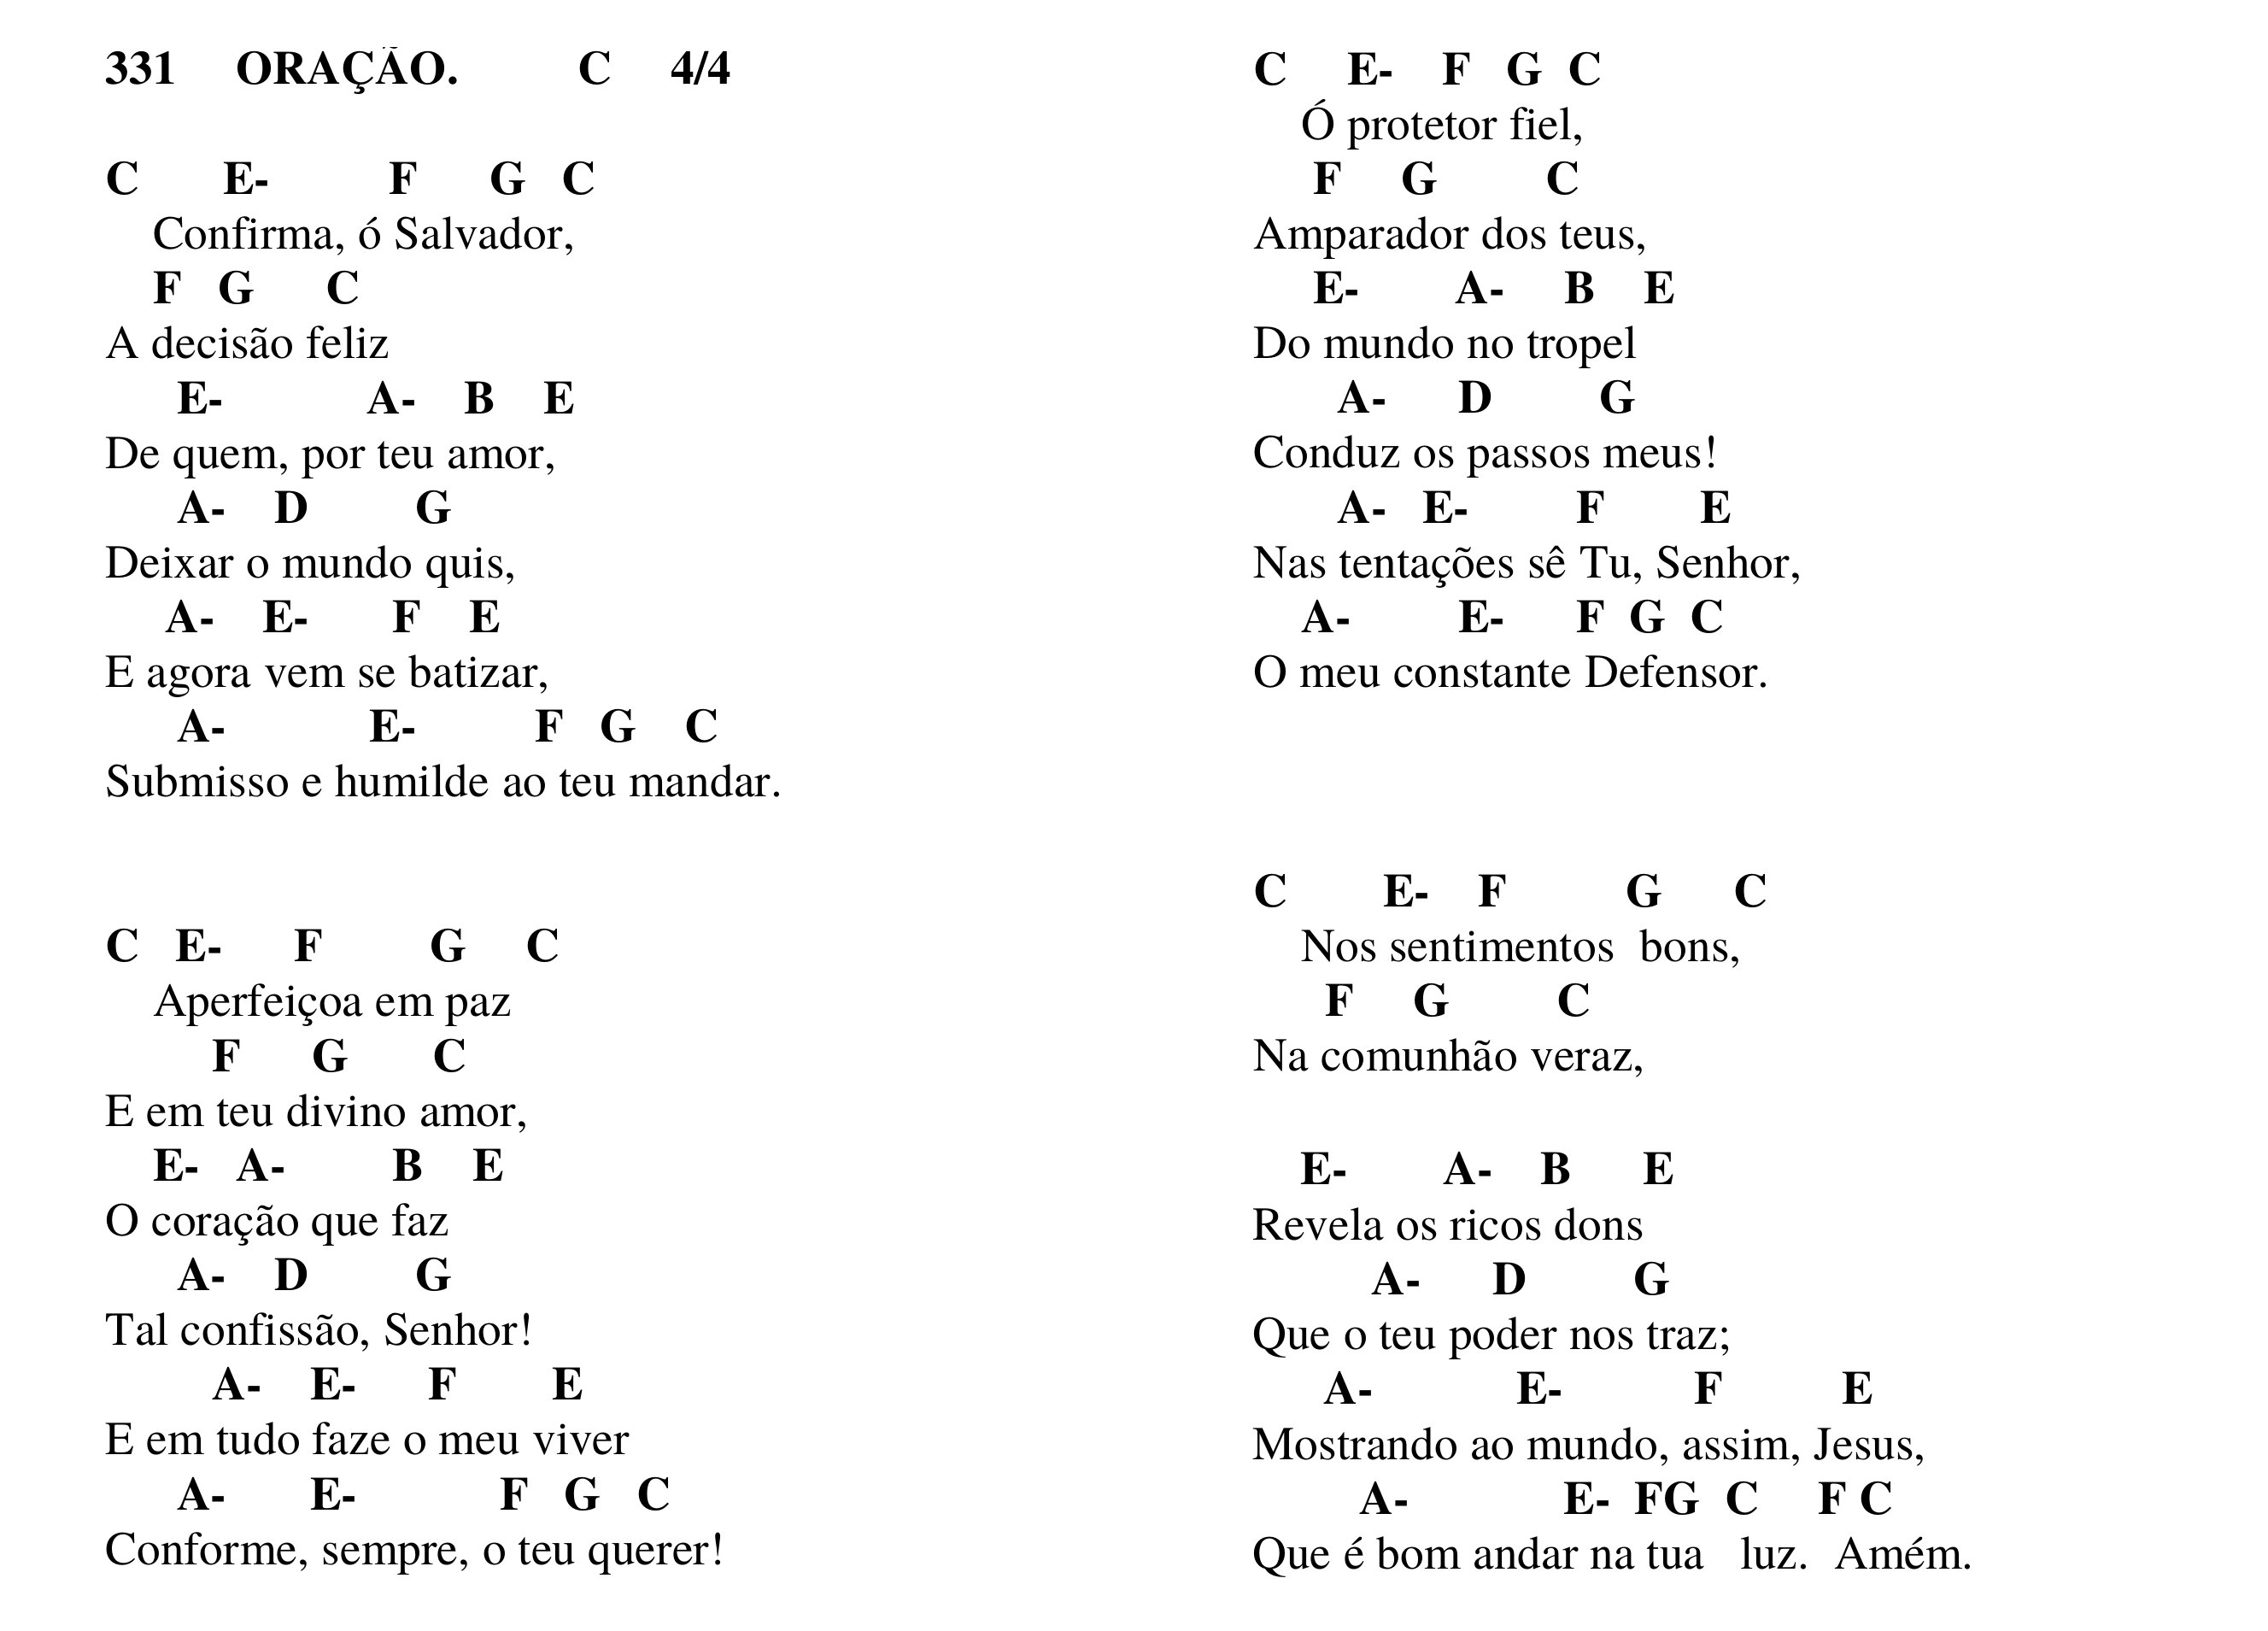 331 ORAÇÃO. C 4/4
C E- F G C
Confirma, ó Salvador,
F G C
A decisão feliz
E- A- B E
De quem, por teu amor,
A- D G
Deixar o mundo quis,
A- E- F E
E agora vem se batizar,
A- E- F G C
Submisso e humilde ao teu mandar.
C E- F G C
Aperfeiçoa em paz
F G C
E em teu divino amor,
E- A- B E
O coração que faz
A- D G
Tal confissão, Senhor!
A- E- F E
E em tudo faze o meu viver
A- E- F G C
Conforme, sempre, o teu querer!
C E- F G C
Ó protetor fiel,
F G C
Amparador dos teus,
E- A- B E
Do mundo no tropel
A- D G
Conduz os passos meus!
A- E- F E
Nas tentações sê Tu, Senhor,
A- E- F G C
O meu constante Defensor.
C E- F G C
Nos sentimentos bons,
F G C
Na comunhão veraz,
E- A- B E
Revela os ricos dons
A- D G
Que o teu poder nos traz;
A- E- F E
Mostrando ao mundo, assim, Jesus,
A- E- FG C F C
Que é bom andar na tua luz. Amém.